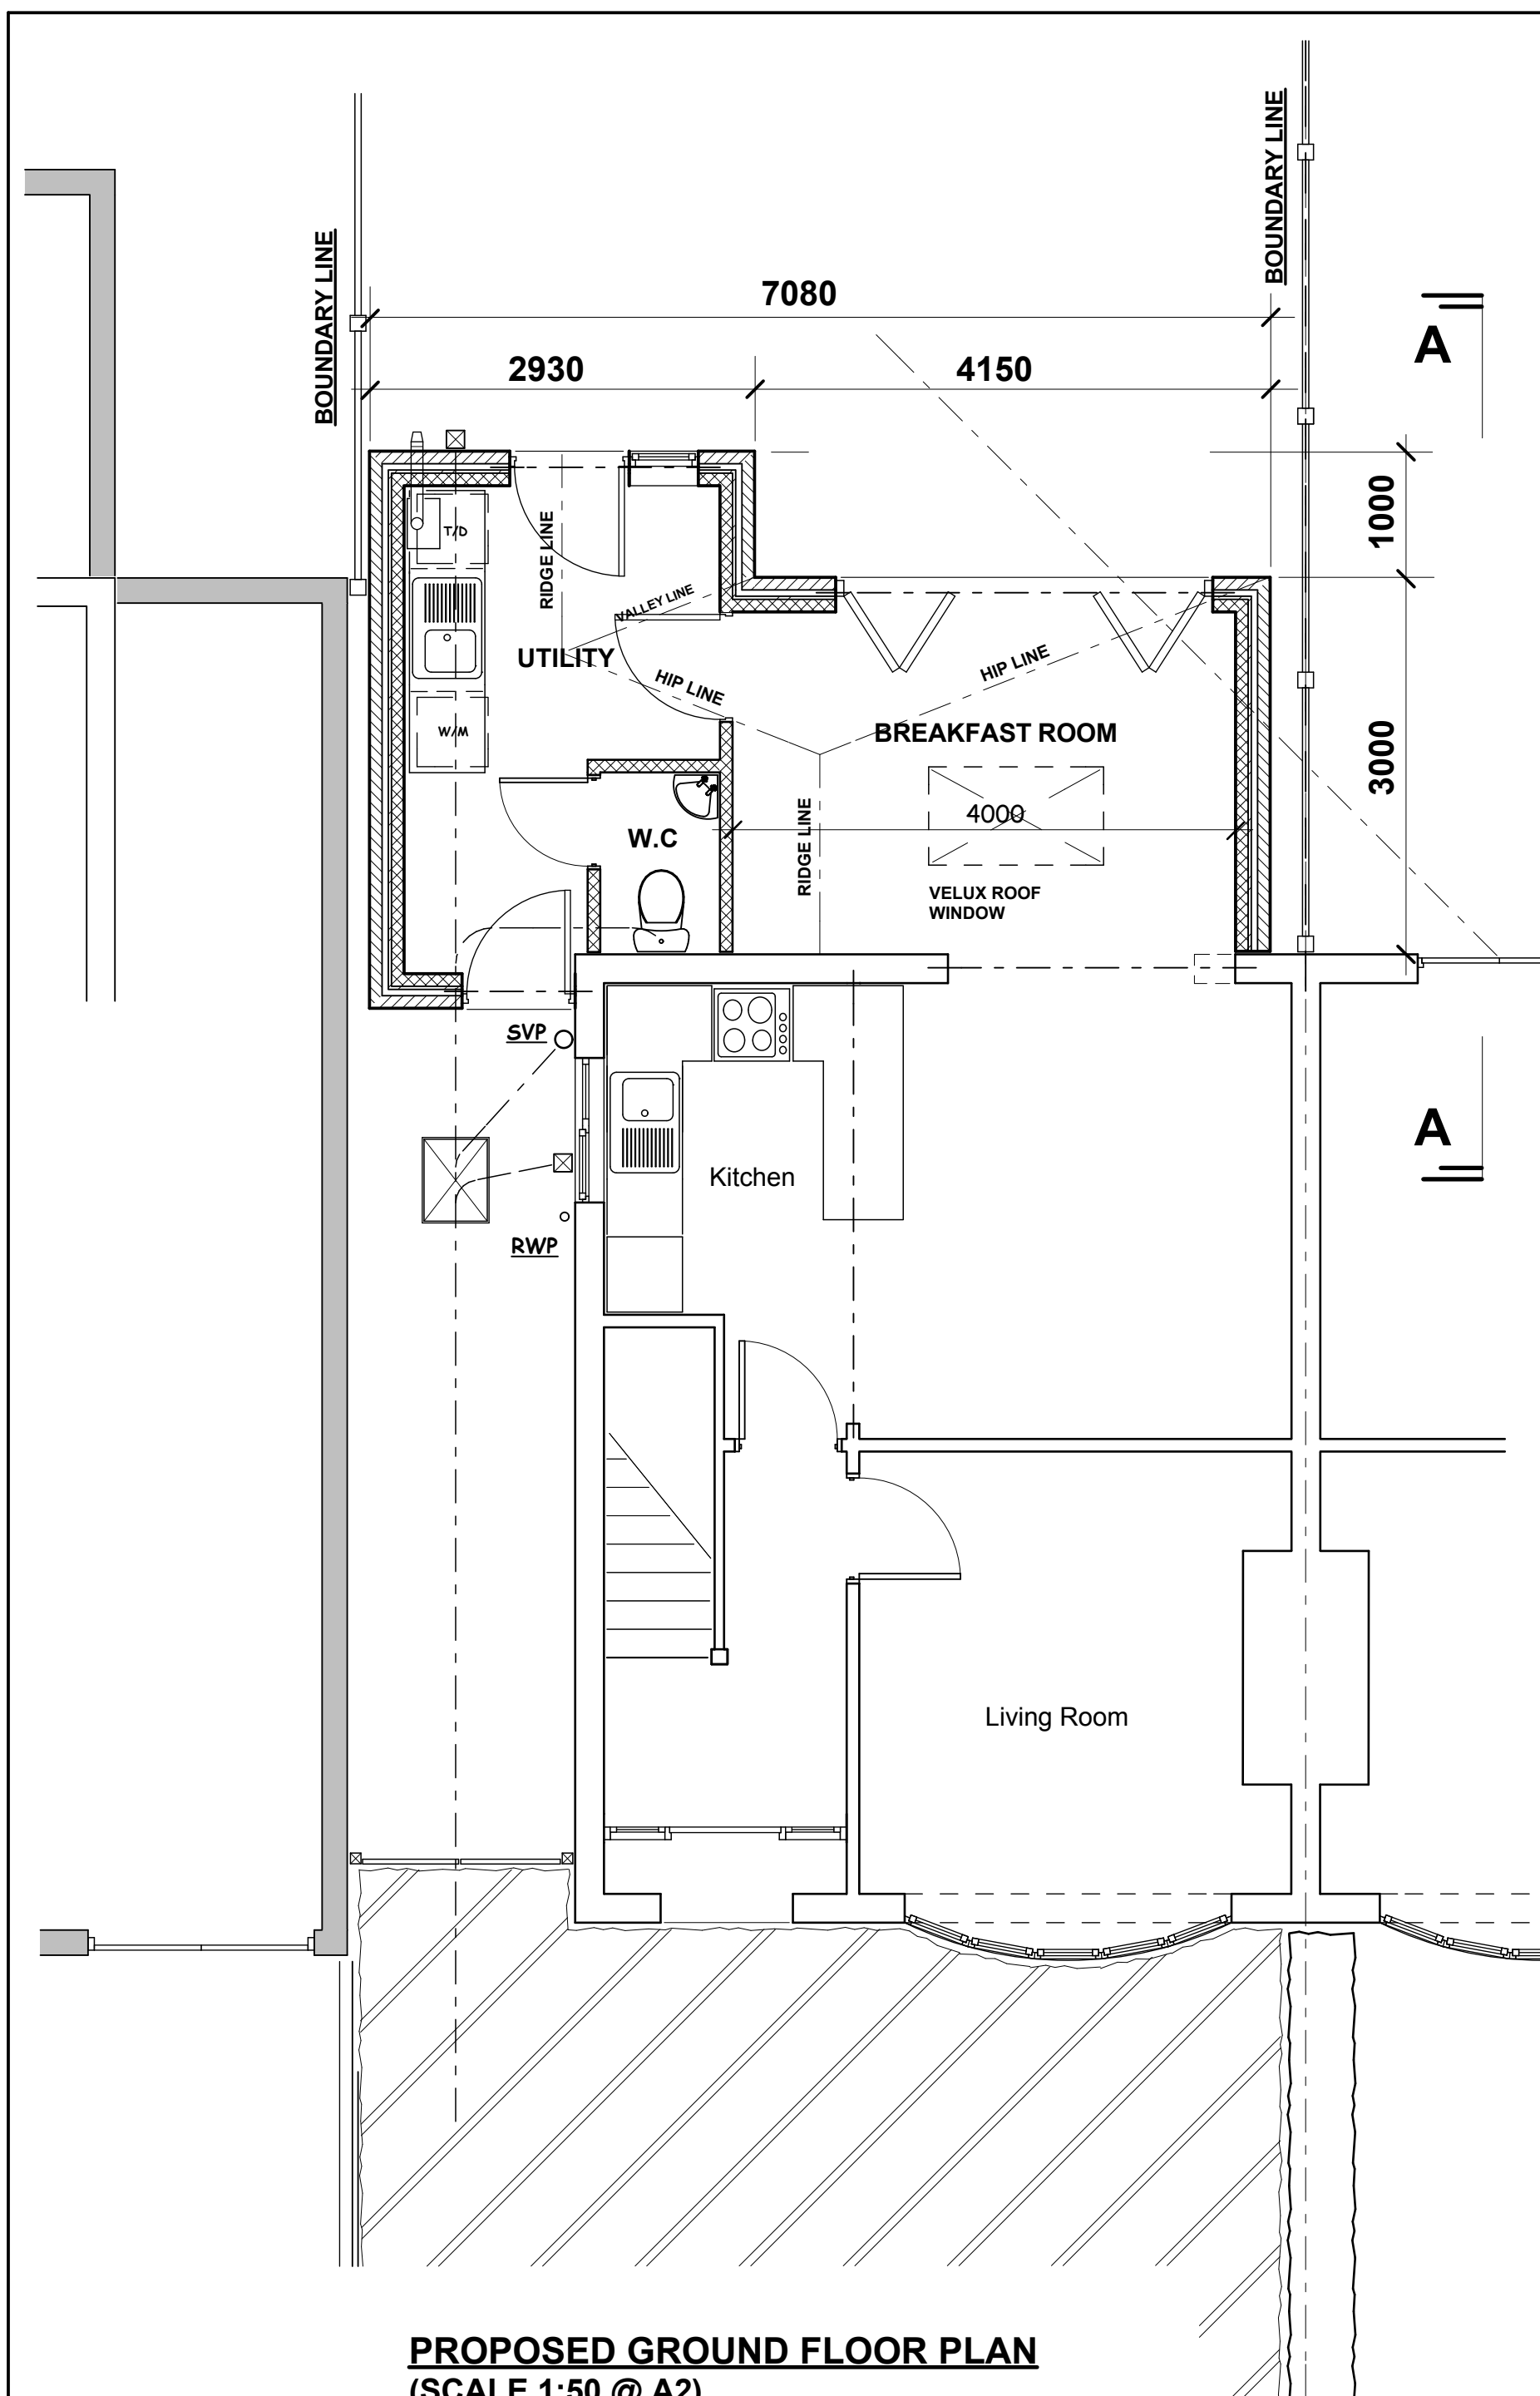 BOUNDARY LINE
BOUNDARY LINE
7080
2930
4150
A
1000
3000
T/D
RIDGE LINE
VALLEY LINE
UTILITY
HIP LINE
HIP LINE
BREAKFAST ROOM
W/M
4000
W.C
RIDGE LINE
VELUX ROOF
WINDOW
SVP
A
Kitchen
RWP
Living Room
PROPOSED GROUND FLOOR PLAN
(SCALE 1:50 @ A2)